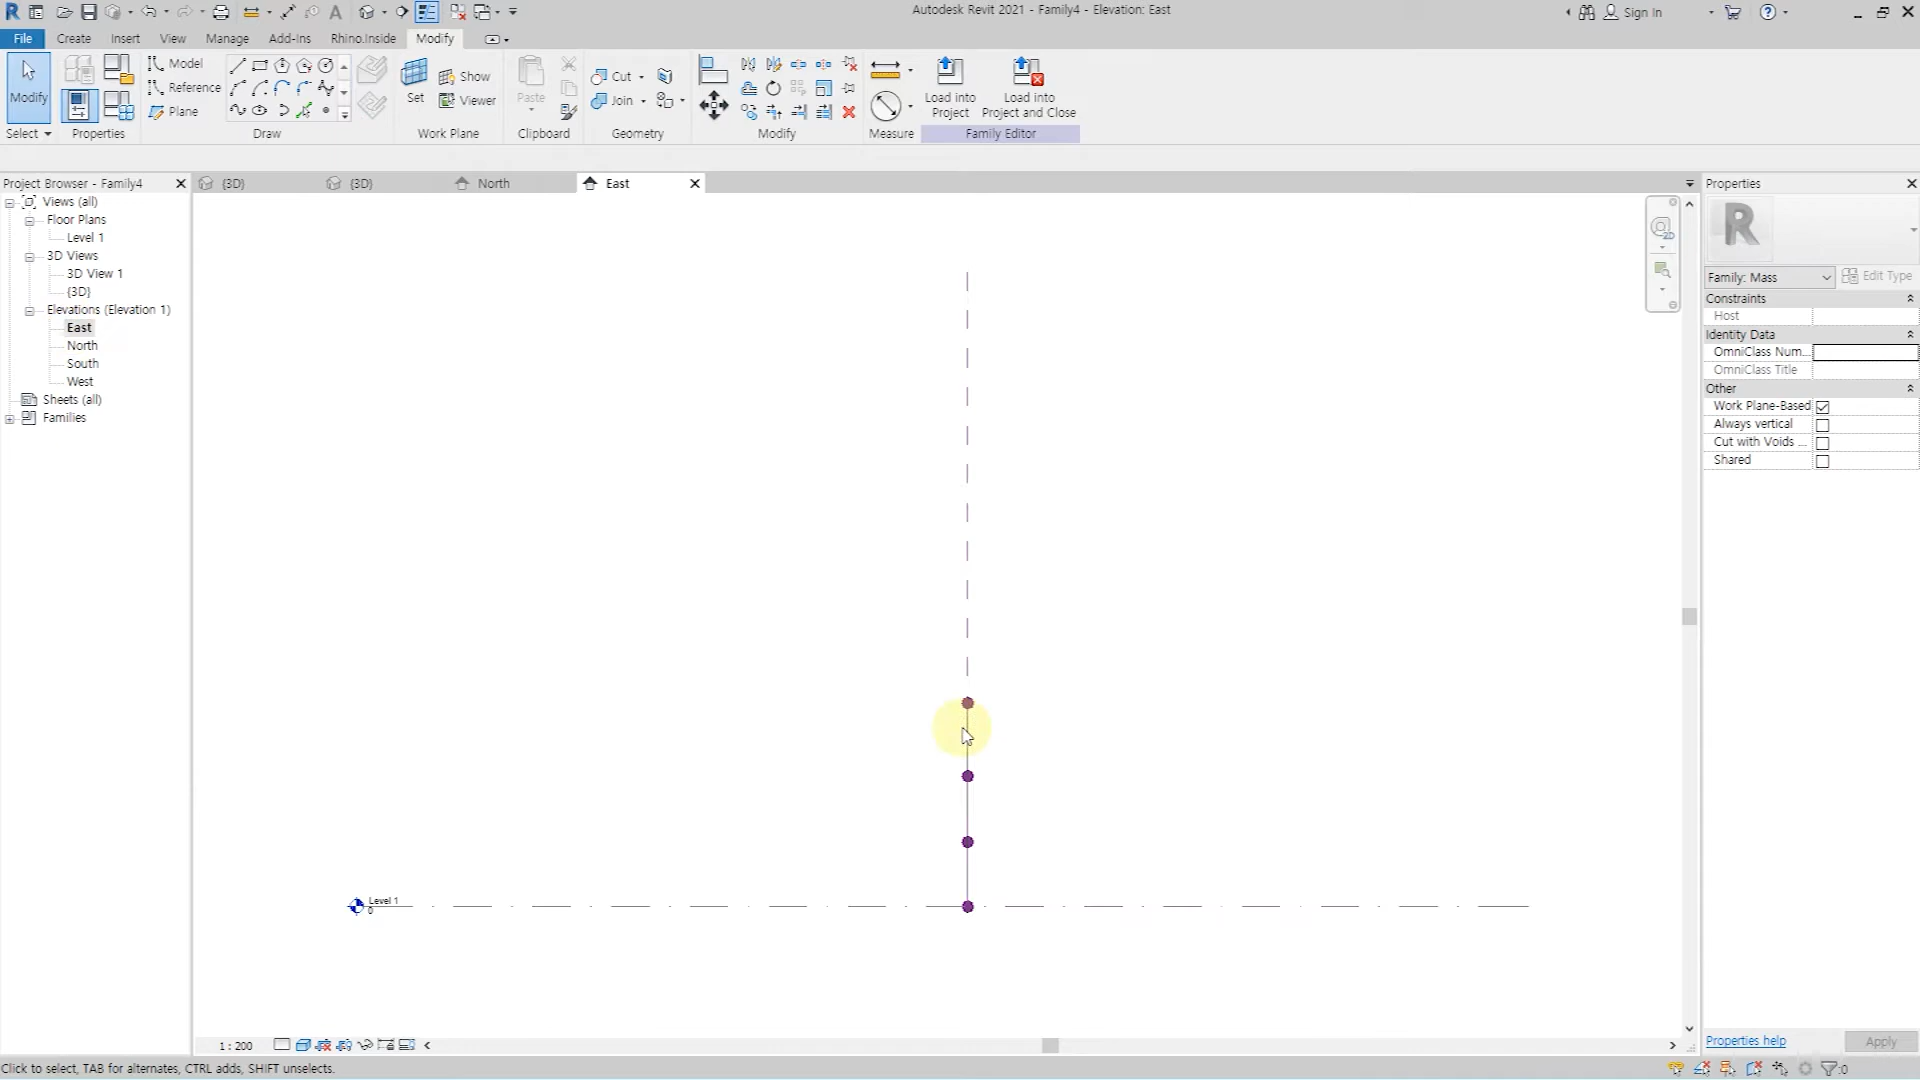 Autodesk Revit 2021 - Family4 - Elevation: East
Sign In
File
Create
Insert
View
Manage
Add-Ins
Rhino.Inside
Modify
Modify
Select
Properties
Model
Reference
Plane
Draw
Set
Show
Viewer
Work Plane
Paste
Clipboard
Cut
Join
Geometry
Modify
Measure
Load into
Project
Load into
Project and Close
Family Editor
Project Browser - Family4
{3D}
{3D}
North
East
Properties
Views (all)
Floor Plans
Level 1
3D Views
3D View 1
{3D}
Elevations (Elevation 1)
East
North
South
West
Sheets (all)
Families
2D
R
Family: Mass
Edit Type
Constraints
Host
Identity Data
OmniClass Num...
OmniClass Title
Other
Work Plane-Based
Always vertical
Cut with Voids ...
Shared
Level 1
0
1 : 200
Properties help
Apply
Click to select, TAB for alternates, CTRL adds, SHIFT unselects.
:0